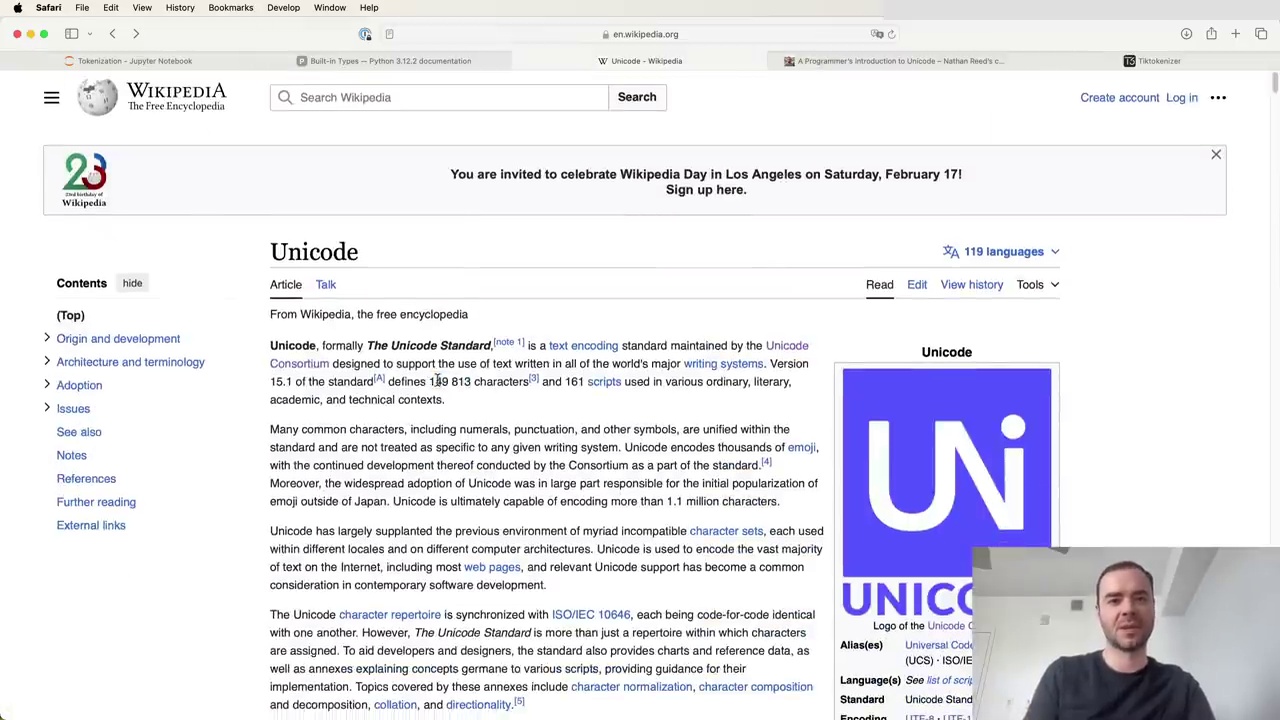 Safari File Edit View History Bookmarks Develop Window Help
en.wikipedia.org
Tokenization - Jupyter Notebook
Built-in Types — Python 3.12.2 documentation
Unicode - Wikipedia
A Programmer's introduction to Unicode – Nathan Reed's c...
Tiktokenizer
WIKIPEDIA
The Free Encyclopedia
Search Wikipedia
Search
Create account Log in
23
23rd birthday of
Wikipedia
You are invited to celebrate Wikipedia Day in Los Angeles on Saturday, February 17!
Sign up here.
Unicode
119 languages
Contents hide
(Top)
Origin and development
Architecture and terminology
Adoption
Issues
See also
Notes
References
Further reading
External links
Article Talk
Read Edit View history Tools
From Wikipedia, the free encyclopedia
Unicode, formally The Unicode Standard,[note 1] is a text encoding standard maintained by the Unicode
Consortium designed to support the use of text written in all of the world's major writing systems. Version
15.1 of the standard[A] defines 149 813 characters[3] and 161 scripts used in various ordinary, literary,
academic, and technical contexts.
Many common characters, including numerals, punctuation, and other symbols, are unified within the
standard and are not treated as specific to any given writing system. Unicode encodes thousands of emoji,
with the continued development thereof conducted by the Consortium as a part of the standard.[4]
Moreover, the widespread adoption of Unicode was in large part responsible for the initial popularization of
emoji outside of Japan. Unicode is ultimately capable of encoding more than 1.1 million characters.
Unicode has largely supplanted the previous environment of myriad incompatible character sets, each used
within different locales and on different computer architectures. Unicode is used to encode the vast majority
of text on the Internet, including most web pages, and relevant Unicode support has become a common
consideration in contemporary software development.
The Unicode character repertoire is synchronized with ISO/IEC 10646, each being code-for-code identical
with one another. However, The Unicode Standard is more than just a repertoire within which characters
are assigned. To aid developers and designers, the standard also provides charts and reference data, as
well as annexes explaining concepts germane to various scripts, providing guidance for their
implementation. Topics covered by these annexes include character normalization, character composition
and decomposition, collation, and directionality.[5]
Unicode
UNi
UNIC
Logo of the Unicode C
Alias(es) Universal Code
(UCS) · ISO/IE
Language(s) See list of scrip
Standard Unicode Stand
Encoding UTF-8 · UTF-1